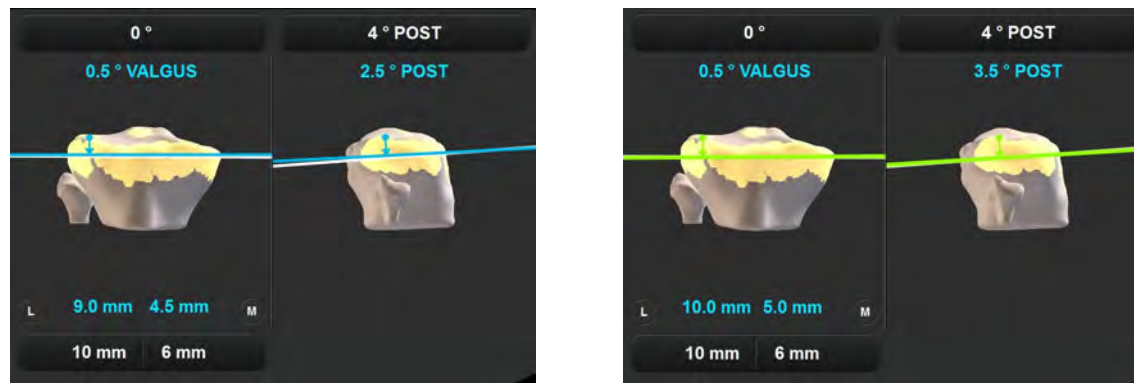 0 ° 4 ° POST
0.5 ° VALGUS 2.5 ° POST
L 9.0 mm 4.5 mm M
10 mm 6 mm
0 ° 4 ° POST
0.5 ° VALGUS 3.5 ° POST
L 10.0 mm 5.0 mm M
10 mm 6 mm